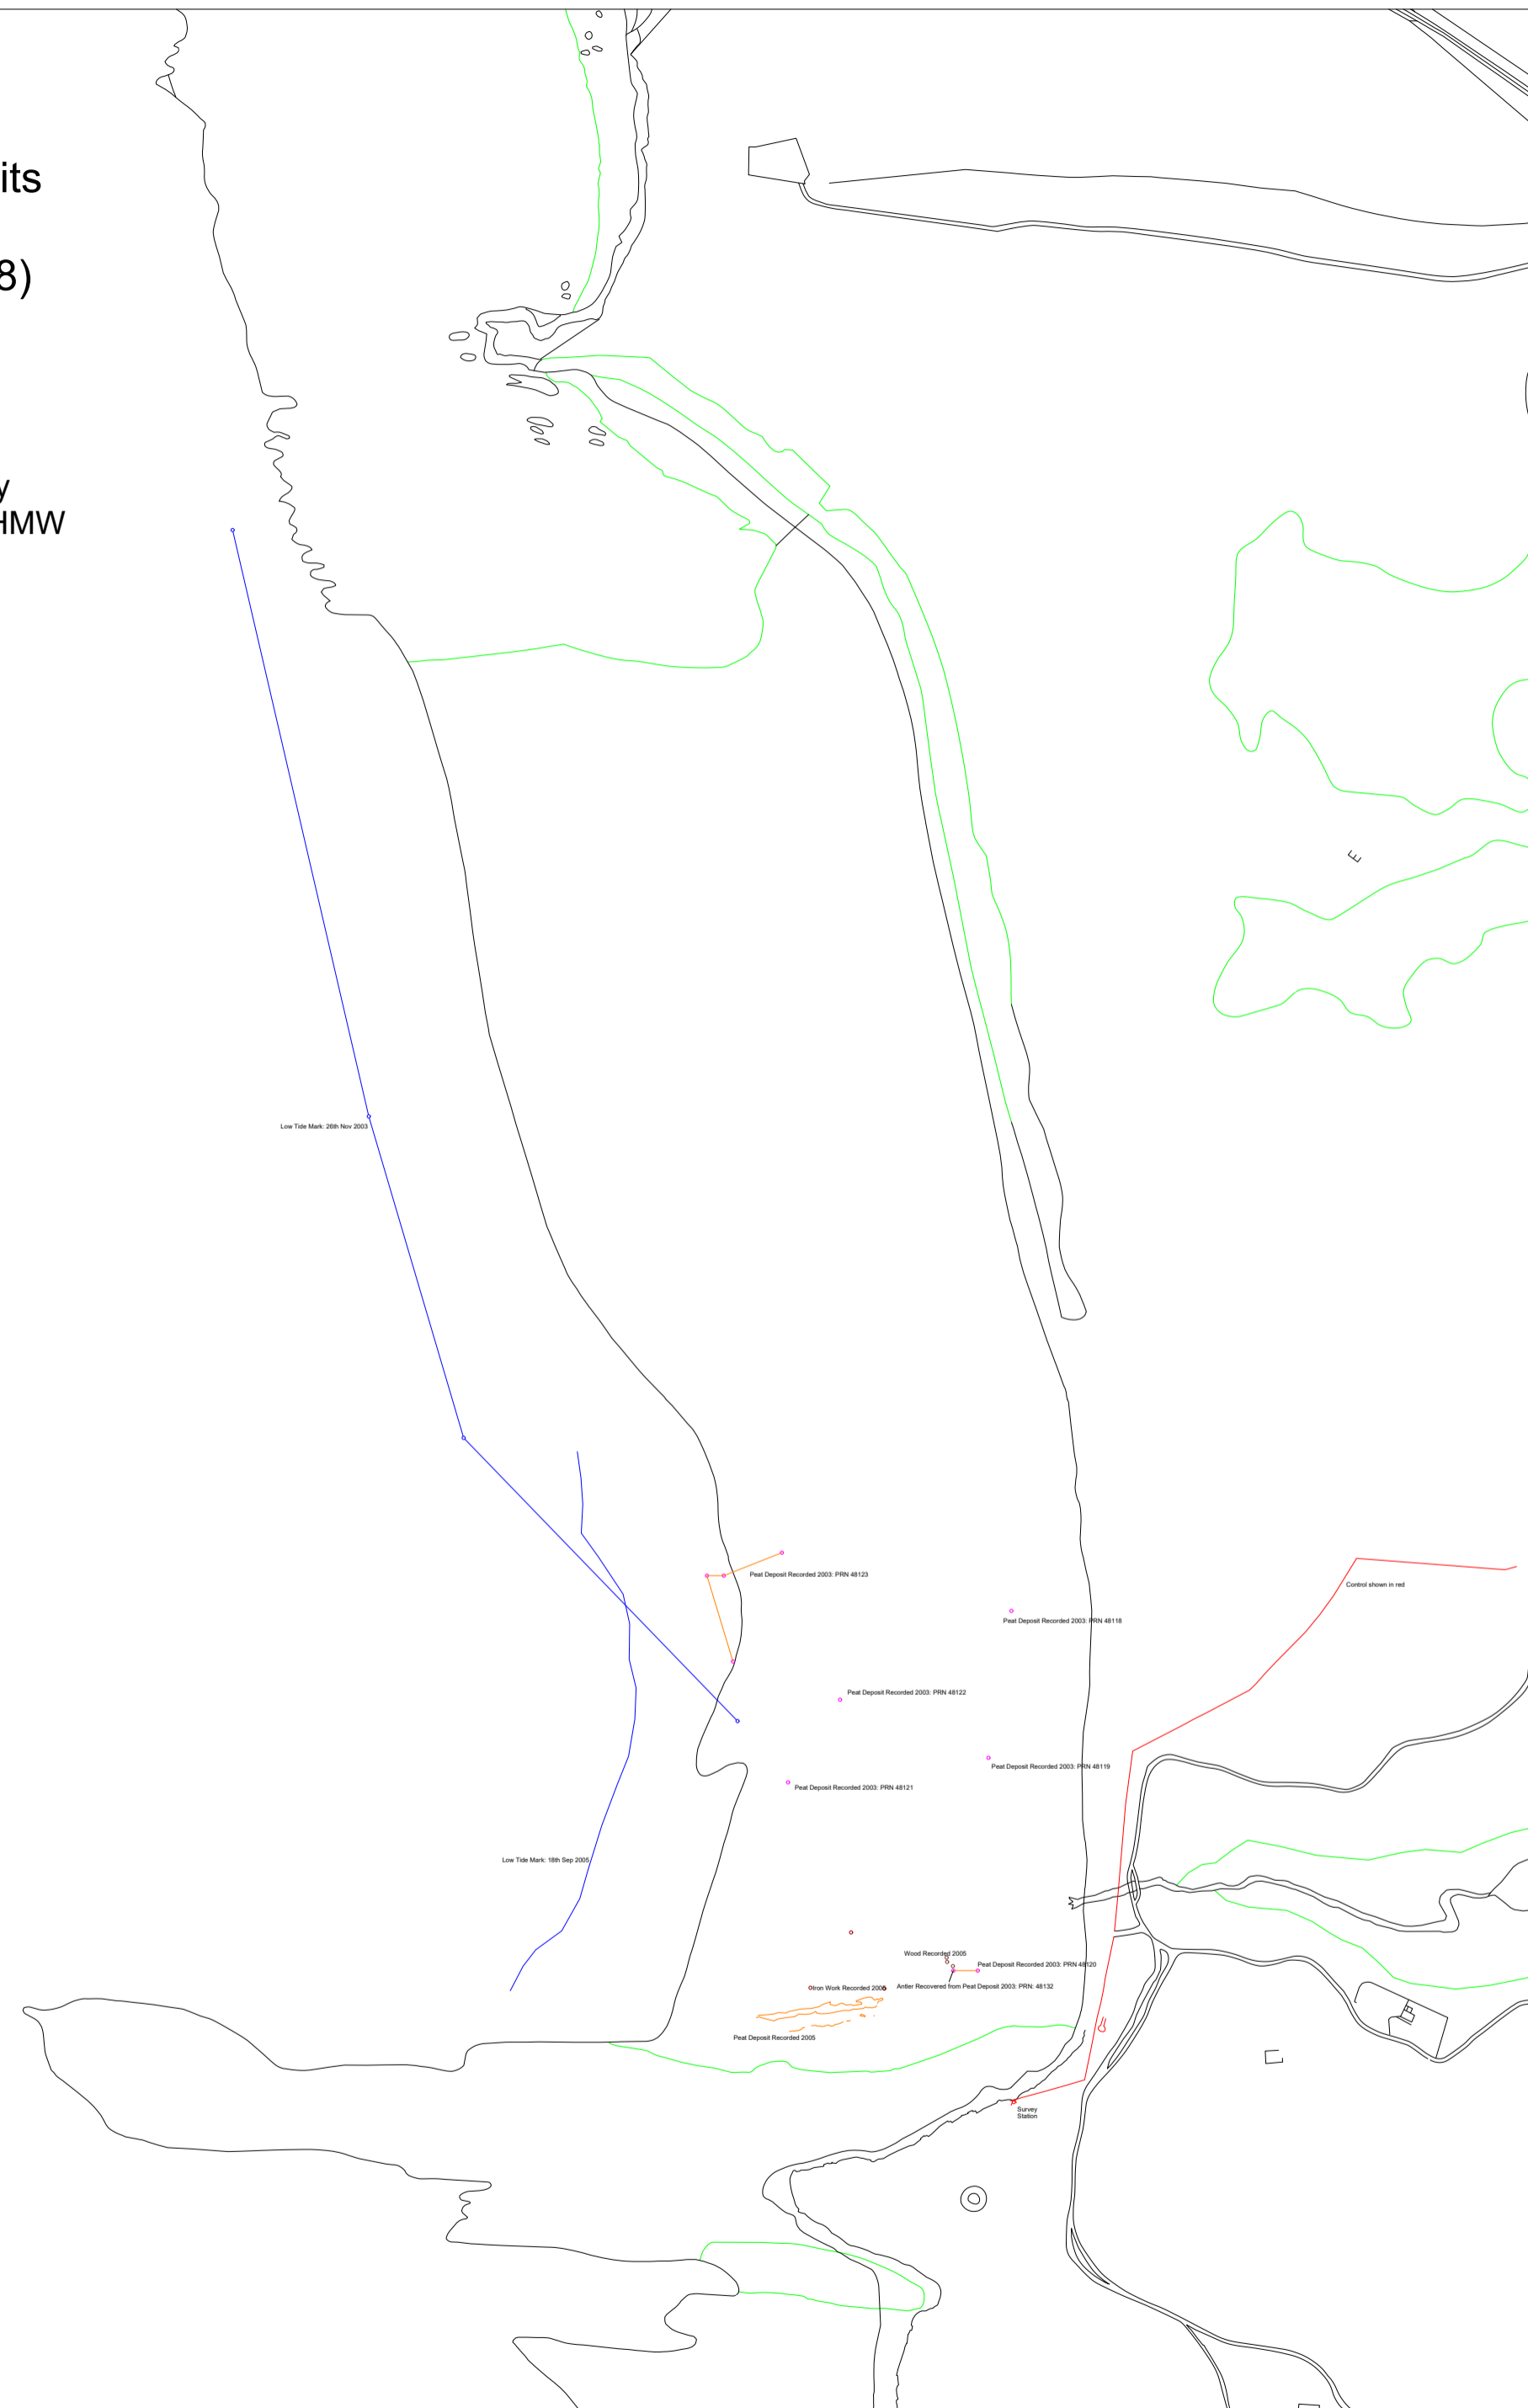 its
8)
y
HMW
Low Tide Mark: 26th Nov 2003
Peat Deposit Recorded 2003: PRN 48123
Control shown in red
Peat Deposit Recorded 2003: PRN 48118
Peat Deposit Recorded 2003: PRN 48122
Peat Deposit Recorded 2003: PRN 48119
Peat Deposit Recorded 2003: PRN 48121
Low Tide Mark: 18th Sep 2005
Wood Recorded 2005
Peat Deposit Recorded 2003: PRN 48120
Iron Work Recorded 2005
Antler Recovered from Peat Deposit 2003: PRN: 48132
Peat Deposit Recorded 2005
Survey
Station